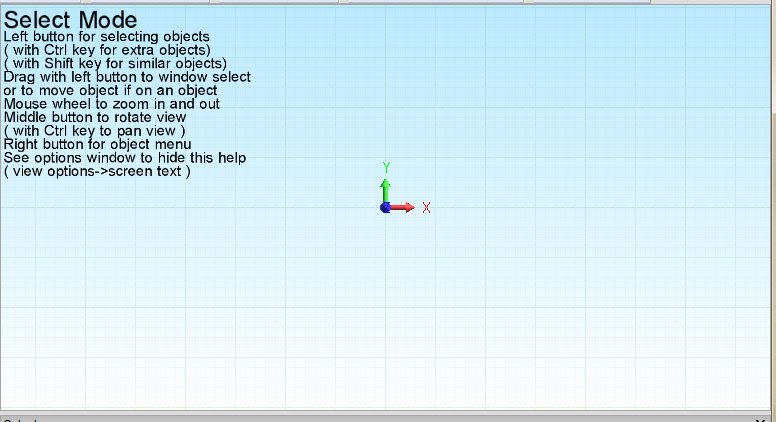 Select Mode
Left button for selecting objects
( with Ctrl key for extra objects)
( with Shift key for similar objects)
Drag with left button to window select
or to move object if on an object
Mouse wheel to zoom in and out
Middle button to rotate view
( with Ctrl key to pan view )
Right button for object menu
See options window to hide this help
( view options->screen text )
Y
X